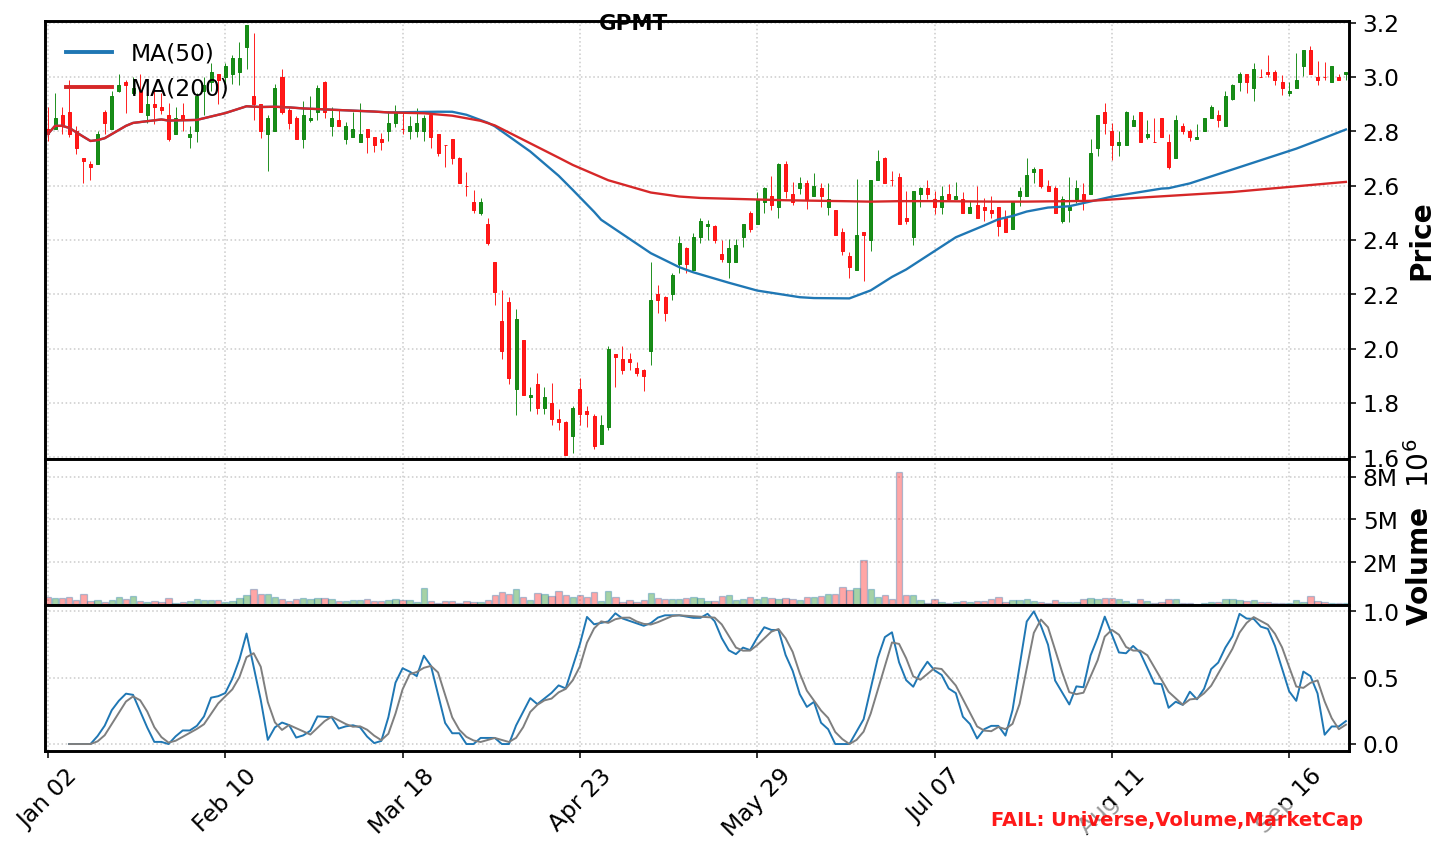 GPMT
MA(50)
MA(200)
3.2
3.0
2.8
2.6
2.4
2.2
2.0
1.8
1.6
Price
10^6
8M
5M
2M
Volume
1.0
0.5
0.0
Jan 02
Feb 10
Mar 18
Apr 23
May 29
Jul 07
Aug 11
Sep 16
FAIL: Universe,Volume,MarketCap